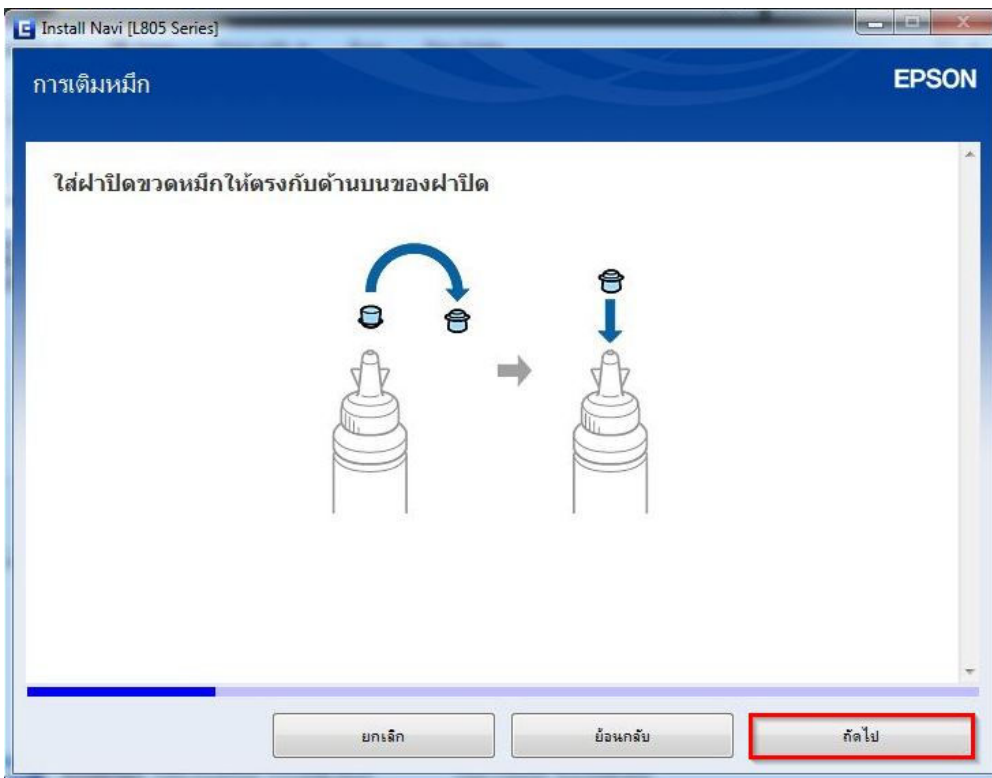 Install Navi [L805 Series]
การเติมหมึก
EPSON
ใส่ฝาปิดขวดหมึกให้ตรงกับด้านบนของฝาปิด
ยกเลิก
ย้อนกลับ
ถัดไป